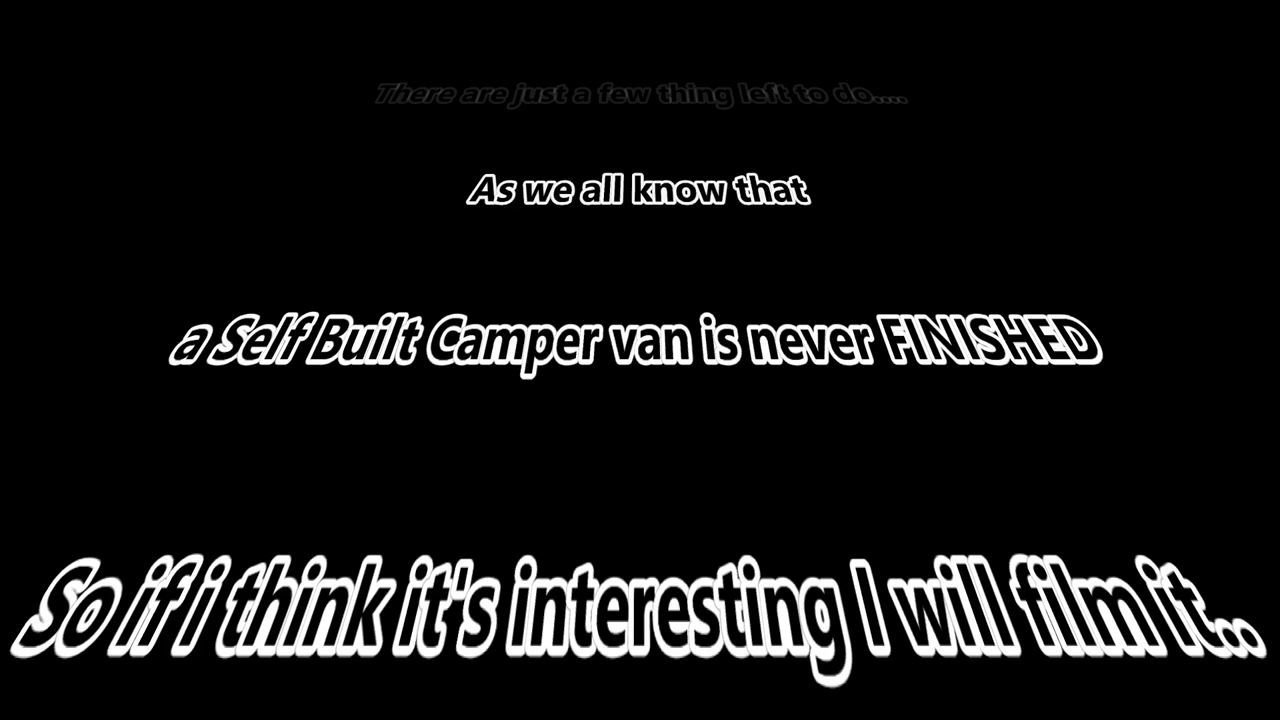 There are just a few thing left to do....
As we all know that
a Self Built Camper van is never FINISHED
So if i think it's interesting I will film it..